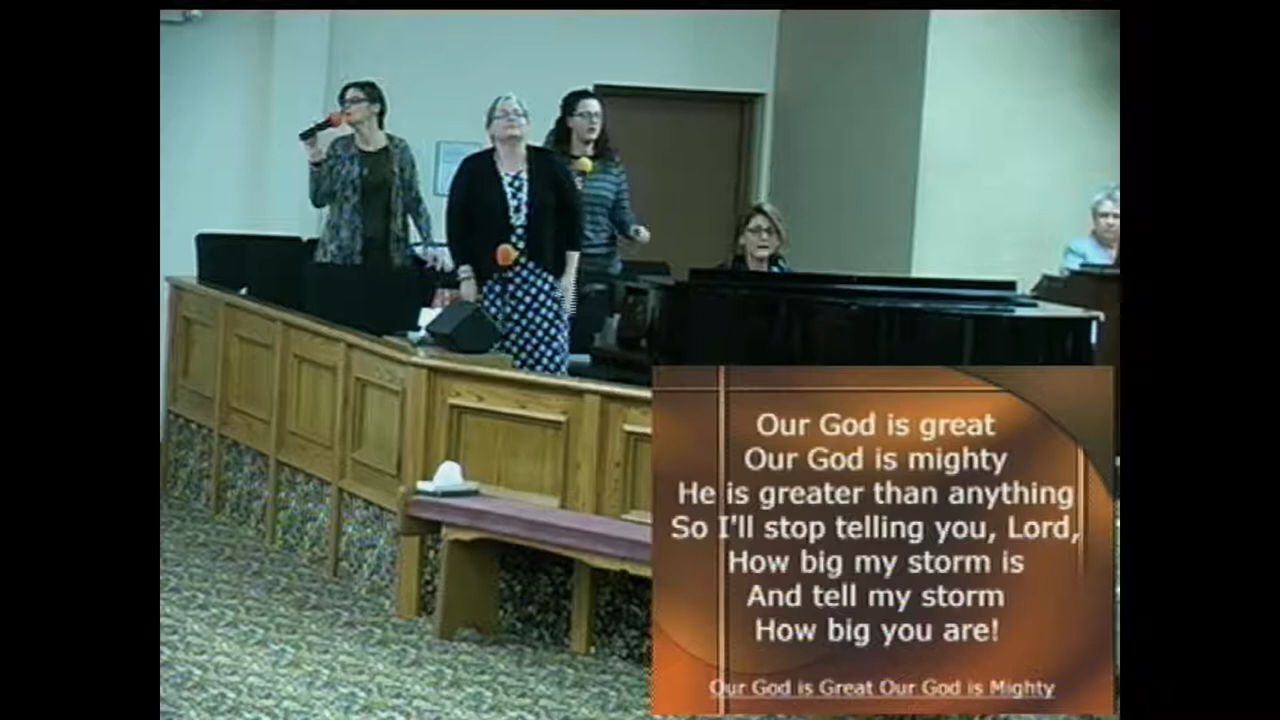 Our God is great
Our God is mighty
He is greater than anything
So I'll stop telling you, Lord,
How big my storm is
And tell my storm
How big you are!
Our God is Great Our God is Mighty